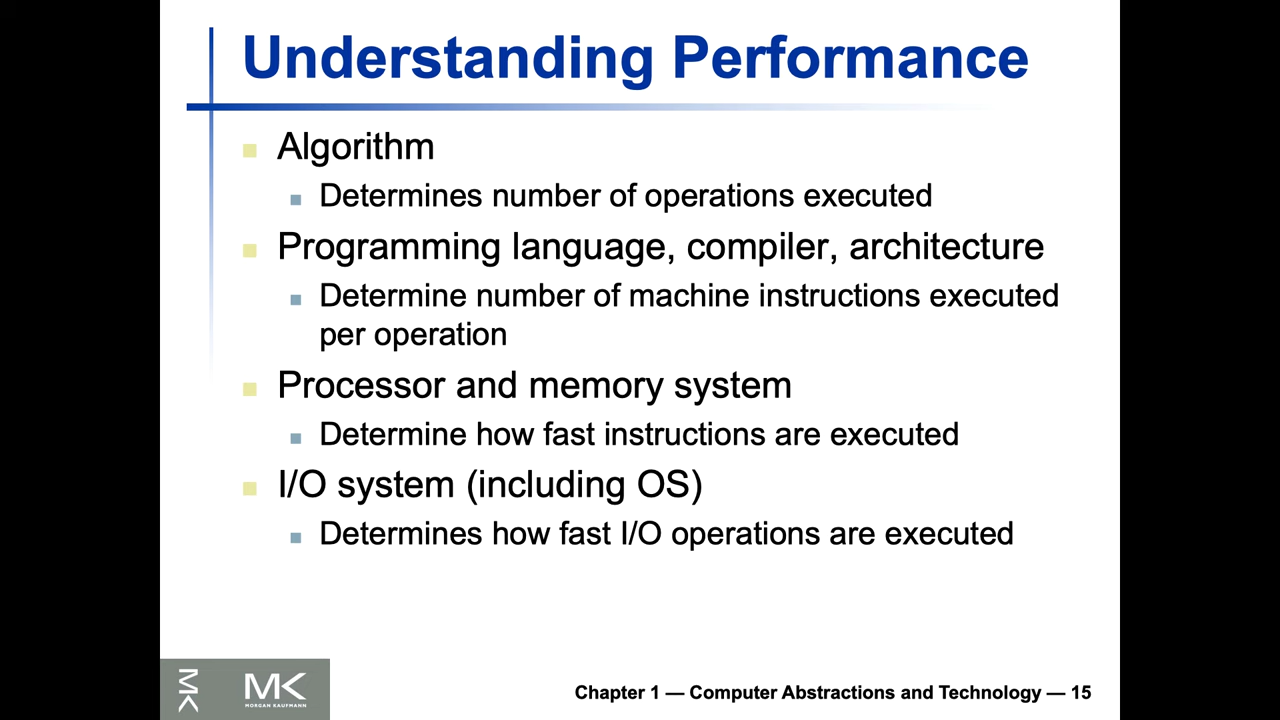 Understanding Performance
Algorithm
Determines number of operations executed
Programming language, compiler, architecture
Determine number of machine instructions executed
per operation
Processor and memory system
Determine how fast instructions are executed
I/O system (including OS)
Determines how fast I/O operations are executed
MK
MK
MORGAN KAUFMANN
Chapter 1 — Computer Abstractions and Technology — 15